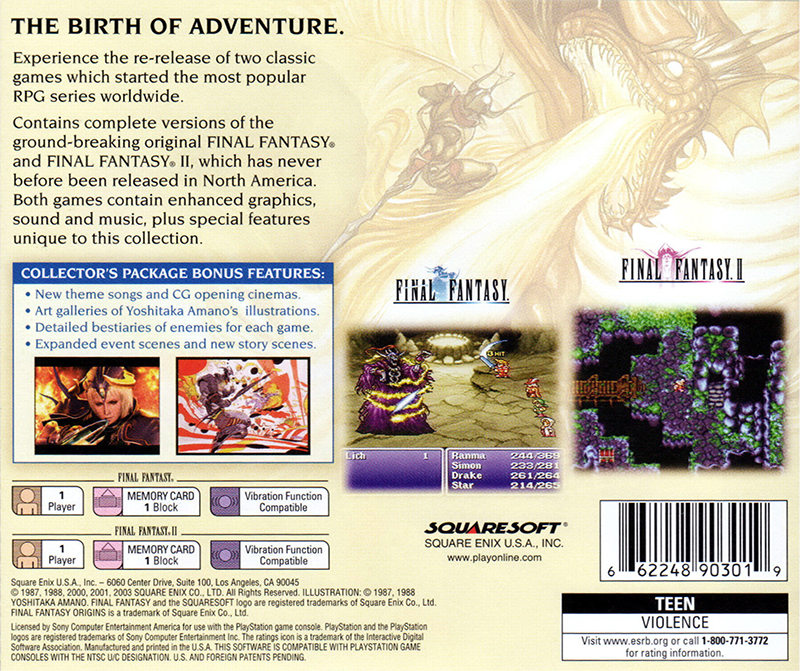 THE BIRTH OF ADVENTURE.
Experience the re-release of two classic
games which started the most popular
RPG series worldwide.
Contains complete versions of the
ground-breaking original FINAL FANTASY®
and FINAL FANTASY® II, which has never
before been released in North America.
Both games contain enhanced graphics,
sound and music, plus special features
unique to this collection.
COLLECTOR'S PACKAGE BONUS FEATURES:
• New theme songs and CG opening cinemas.
• Art galleries of Yoshitaka Amano's illustrations.
• Detailed bestiaries of enemies for each game.
• Expanded event scenes and new story scenes.
FINAL FANTASY®
1
Player
MEMORY CARD
1 Block
Vibration Function
Compatible
FINAL FANTASY® II
1
Player
MEMORY CARD
1 Block
Vibration Function
Compatible
FINAL FANTASY®
3 HIT
Lich 1
Ranma 244/369
Simon 233/281
Drake 261/264
Star 214/265
FINAL FANTASY® II
SQUARESOFT®
SQUARE ENIX U.S.A., INC.
www.playonline.com
6 62248 90301 9
TEEN
VIOLENCE
Visit www.esrb.org or call 1-800-771-3772
for rating information.
Square Enix U.S.A., Inc. – 6060 Center Drive, Suite 100, Los Angeles, CA 90045
© 1987, 1988, 2000, 2001, 2003 SQUARE ENIX CO., LTD. All Rights Reserved. ILLUSTRATION: © 1987, 1988
YOSHITAKA AMANO. FINAL FANTASY and the SQUARESOFT logo are registered trademarks of Square Enix Co., Ltd.
FINAL FANTASY ORIGINS is a trademark of Square Enix Co., Ltd.
Licensed by Sony Computer Entertainment America for use with the PlayStation game console. PlayStation and the PlayStation
logos are registered trademarks of Sony Computer Entertainment Inc. The ratings icon is a trademark of the Interactive Digital
Software Association. Manufactured and printed in the U.S.A. THIS SOFTWARE IS COMPATIBLE WITH PLAYSTATION GAME
CONSOLES WITH THE NTSC U/C DESIGNATION. U.S. AND FOREIGN PATENTS PENDING.